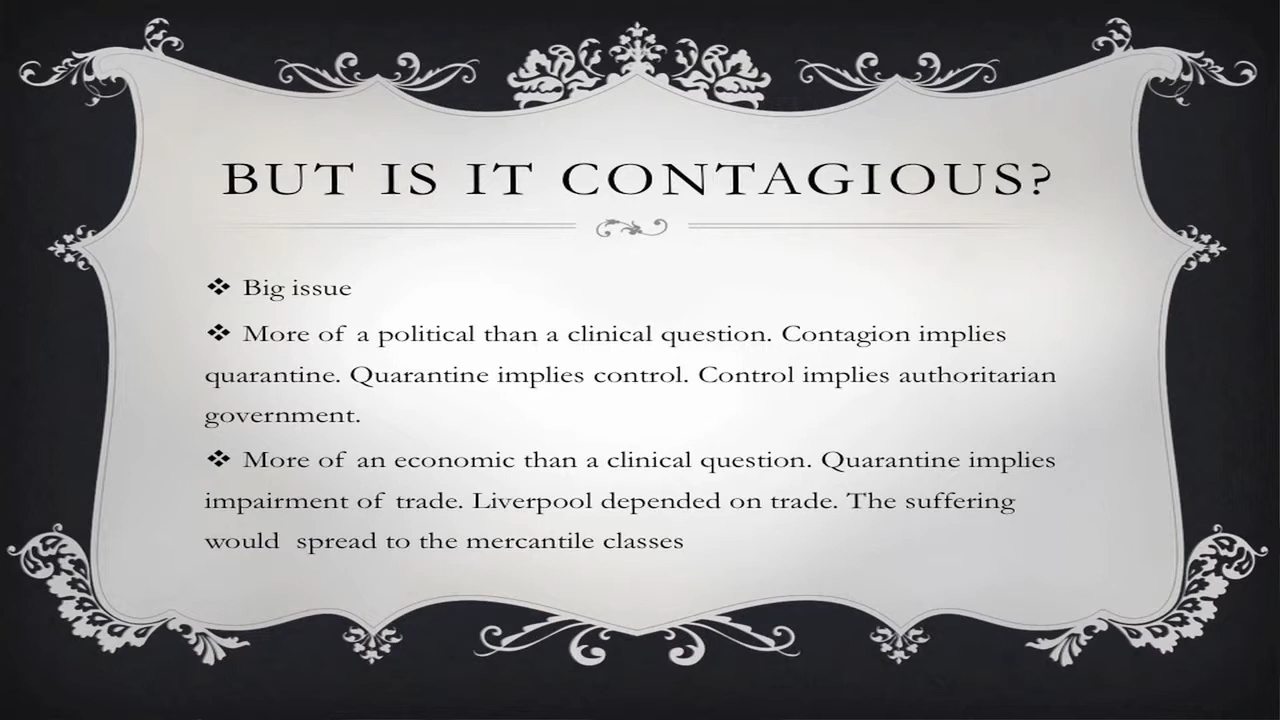 BUT IS IT CONTAGIOUS?
❖ Big issue
❖ More of a political than a clinical question. Contagion implies
quarantine. Quarantine implies control. Control implies authoritarian
government.
❖ More of an economic than a clinical question. Quarantine implies
impairment of trade. Liverpool depended on trade. The suffering
would spread to the mercantile classes